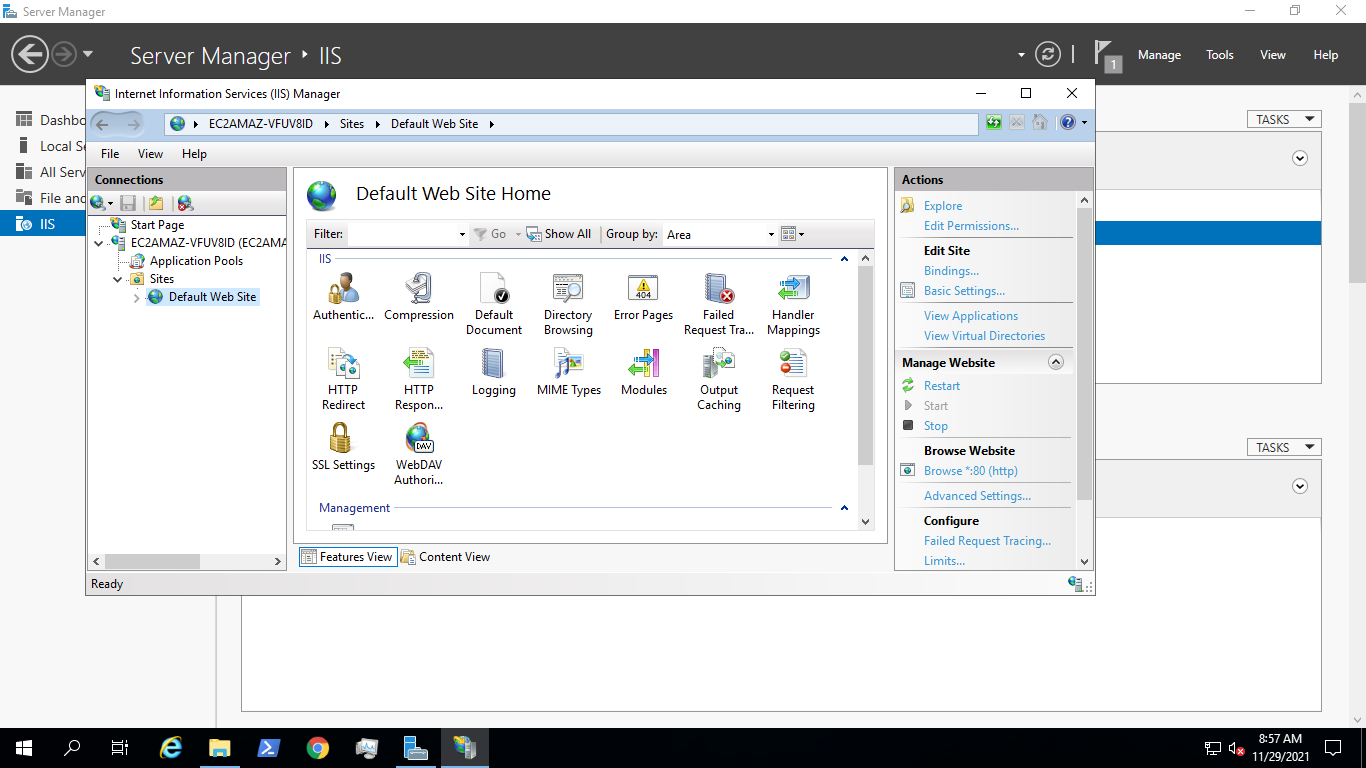 Server Manager
Server Manager
IIS
1
Manage
Tools
View
Help
Dashbo
Local Se
All Serv
File and
IIS
TASKS
TASKS
Internet Information Services (IIS) Manager
EC2AMAZ-VFUV8ID
Sites
Default Web Site
File
View
Help
Connections
Start Page
EC2AMAZ-VFUV8ID (EC2AMA
Application Pools
Sites
Default Web Site
Default Web Site Home
Filter:
Go
Show All
Group by:
Area
IIS
Authentic...
Compression
Default
Document
Directory
Browsing
404
Error Pages
Failed
Request Tra...
Handler
Mappings
HTTP
Redirect
HTTP
Respon...
Logging
MIME Types
Modules
Output
Caching
Request
Filtering
SSL Settings
DAV
WebDAV
Authori...
Management
Features View
Content View
Actions
Explore
Edit Permissions...
Edit Site
Bindings...
Basic Settings...
View Applications
View Virtual Directories
Manage Website
Restart
Start
Stop
Browse Website
Browse *:80 (http)
Advanced Settings...
Configure
Failed Request Tracing...
Limits...
Ready
8:57 AM
11/29/2021